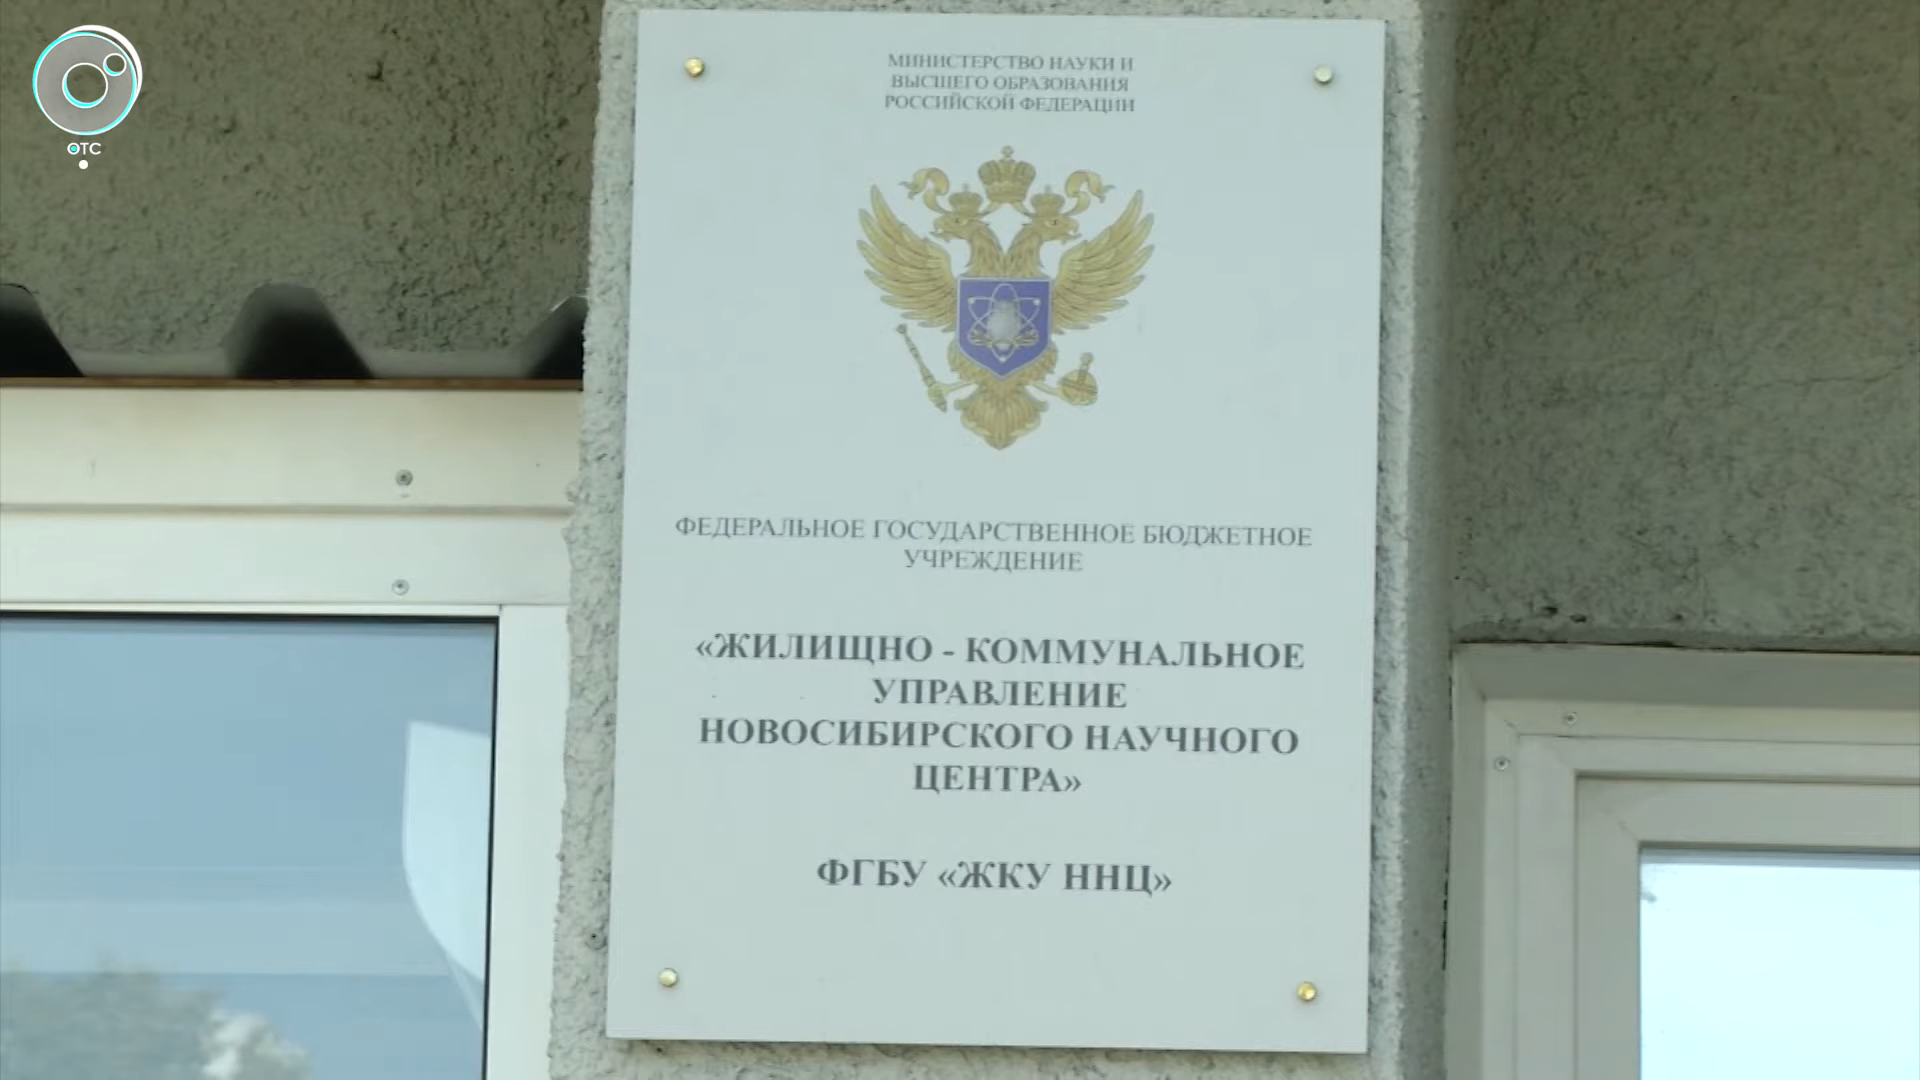 ОТС
МИНИСТЕРСТВО НАУКИ И
ВЫСШЕГО ОБРАЗОВАНИЯ
РОССИЙСКОЙ ФЕДЕРАЦИИ
ФЕДЕРАЛЬНОЕ ГОСУДАРСТВЕННОЕ БЮДЖЕТНОЕ
УЧРЕЖДЕНИЕ
«ЖИЛИЩНО - КОММУНАЛЬНОЕ
УПРАВЛЕНИЕ
НОВОСИБИРСКОГО НАУЧНОГО
ЦЕНТРА»
ФГБУ «ЖКУ ННЦ»